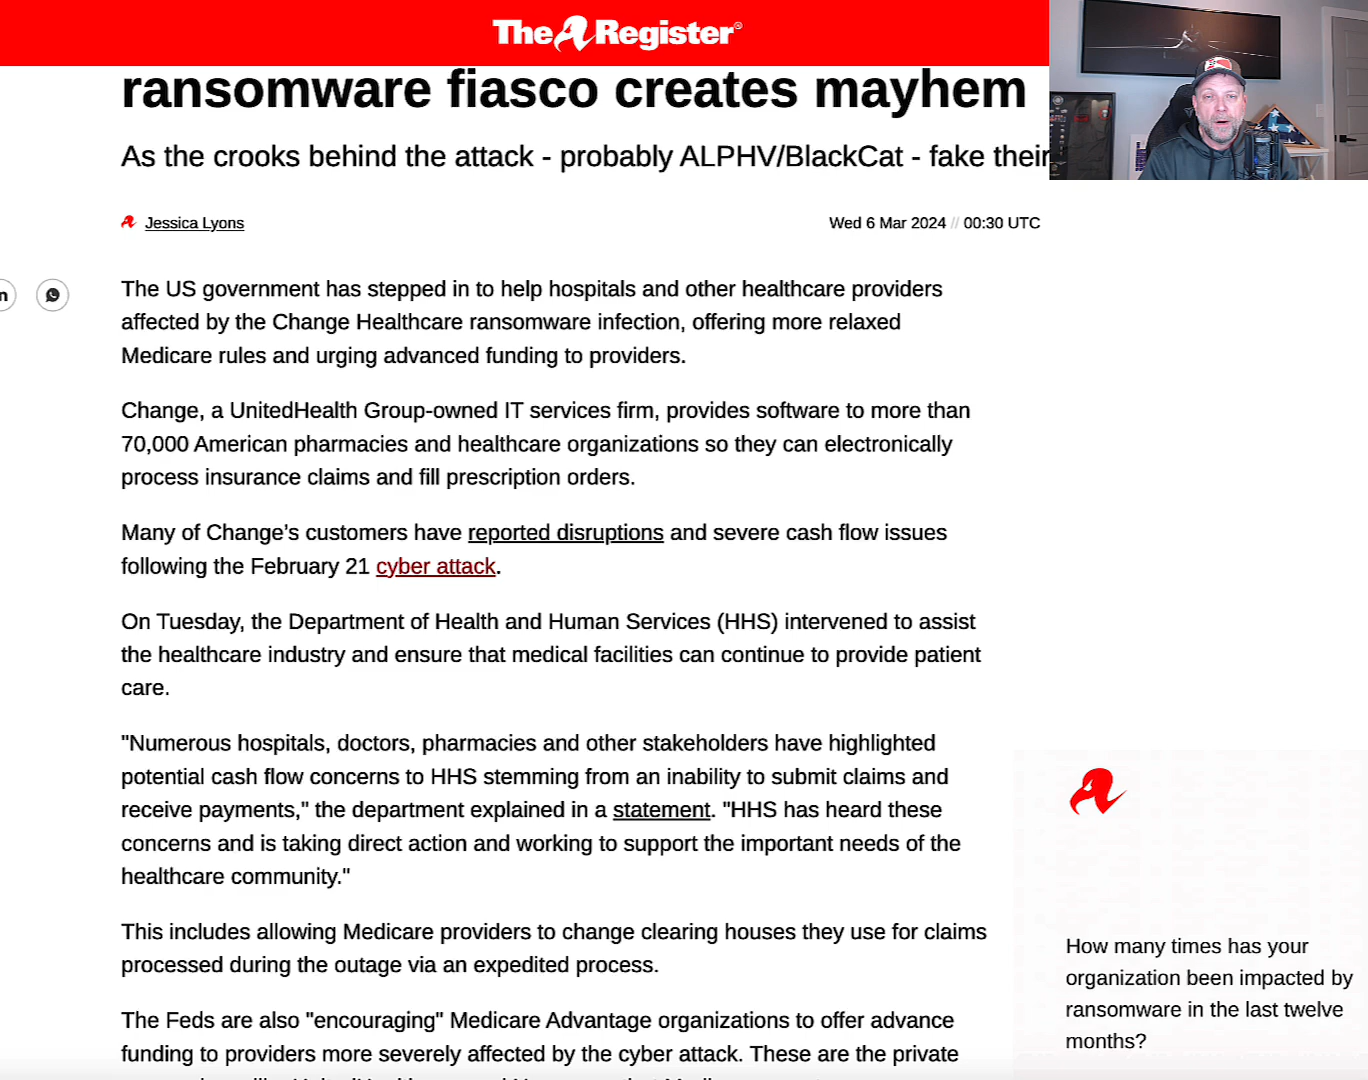 The Register®
ransomware fiasco creates mayhem
As the crooks behind the attack - probably ALPHV/BlackCat - fake their
Jessica Lyons
Wed 6 Mar 2024 // 00:30 UTC
The US government has stepped in to help hospitals and other healthcare providers
affected by the Change Healthcare ransomware infection, offering more relaxed
Medicare rules and urging advanced funding to providers.
Change, a UnitedHealth Group-owned IT services firm, provides software to more than
70,000 American pharmacies and healthcare organizations so they can electronically
process insurance claims and fill prescription orders.
Many of Change's customers have reported disruptions and severe cash flow issues
following the February 21 cyber attack.
On Tuesday, the Department of Health and Human Services (HHS) intervened to assist
the healthcare industry and ensure that medical facilities can continue to provide patient
care.
"Numerous hospitals, doctors, pharmacies and other stakeholders have highlighted
potential cash flow concerns to HHS stemming from an inability to submit claims and
receive payments," the department explained in a statement. "HHS has heard these
concerns and is taking direct action and working to support the important needs of the
healthcare community."
This includes allowing Medicare providers to change clearing houses they use for claims
processed during the outage via an expedited process.
The Feds are also "encouraging" Medicare Advantage organizations to offer advance
funding to providers more severely affected by the cyber attack. These are the private
How many times has your
organization been impacted by
ransomware in the last twelve
months?